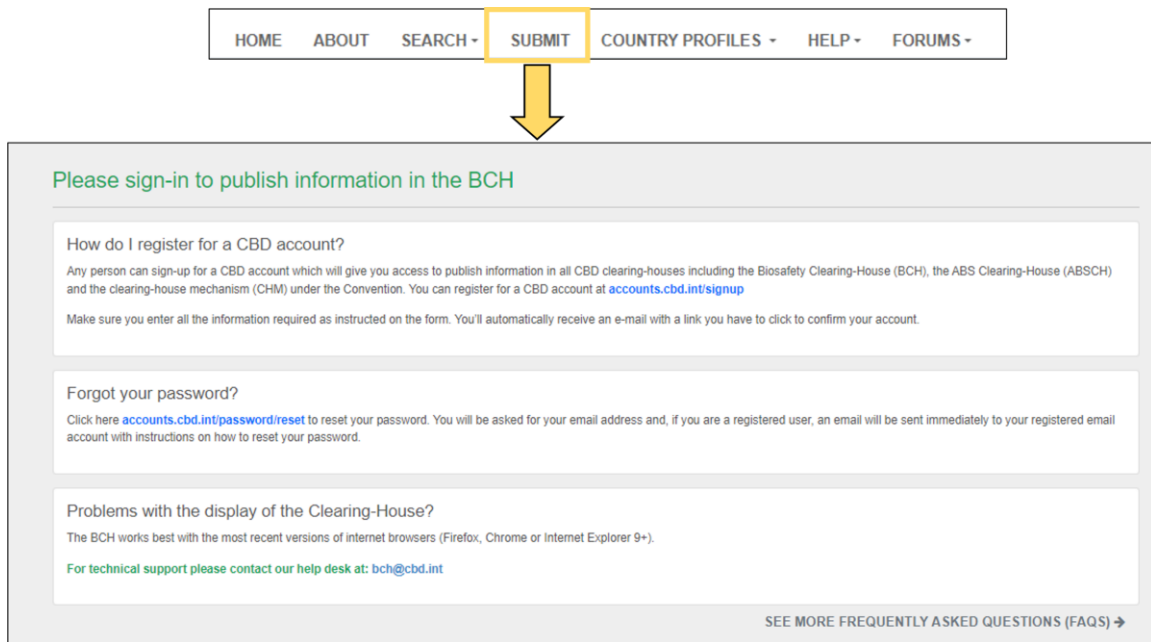 HOME ABOUT SEARCH SUBMIT COUNTRY PROFILES HELP FORUMS
Please sign-in to publish information in the BCH
How do I register for a CBD account?
Any person can sign-up for a CBD account which will give you access to publish information in all CBD clearing-houses including the Biosafety Clearing-House (BCH), the ABS Clearing-House (ABSCH)
and the clearing-house mechanism (CHM) under the Convention. You can register for a CBD account at accounts.cbd.int/signup
Make sure you enter all the information required as instructed on the form. You'll automatically receive an e-mail with a link you have to click to confirm your account.
Forgot your password?
Click here accounts.cbd.int/password/reset to reset your password. You will be asked for your email address and, if you are a registered user, an email will be sent immediately to your registered email
account with instructions on how to reset your password.
Problems with the display of the Clearing-House?
The BCH works best with the most recent versions of internet browsers (Firefox, Chrome or Internet Explorer 9+).
For technical support please contact our help desk at: bch@cbd.int
SEE MORE FREQUENTLY ASKED QUESTIONS (FAQS) →